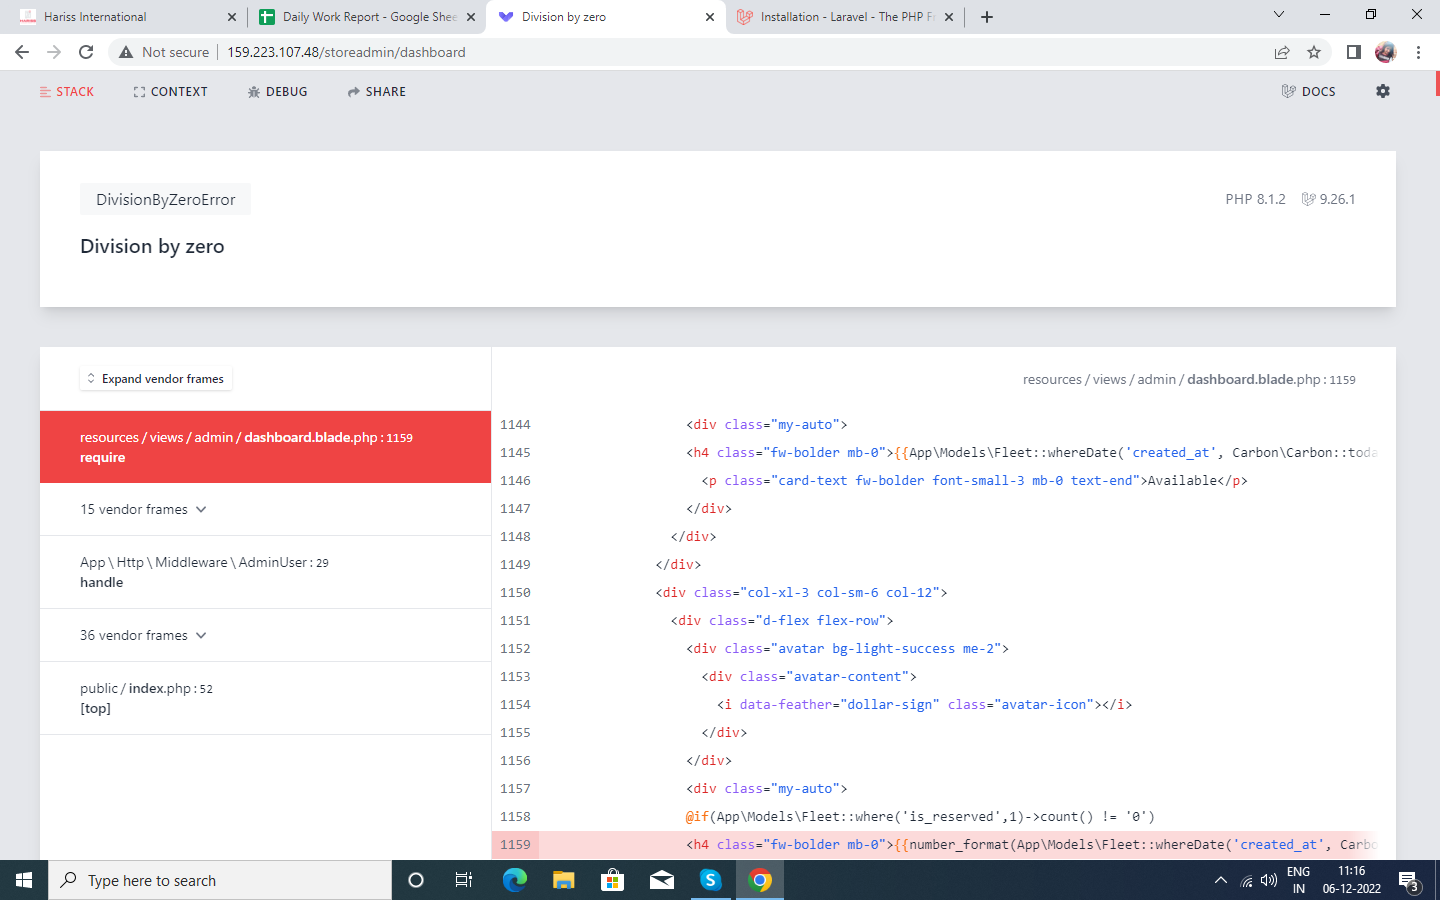 Hariss International
Daily Work Report - Google Shee
Division by zero
Installation - Laravel - The PHP Fr
Not secure
159.223.107.48/storeadmin/dashboard
STACK
CONTEXT
DEBUG
SHARE
DOCS
DivisionByZeroError
PHP 8.1.2
9.26.1
Division by zero
Expand vendor frames
resources / views / admin / dashboard.blade.php : 1159
require
15 vendor frames
App \ Http \ Middleware \ AdminUser : 29
handle
36 vendor frames
public / index.php : 52
[top]
resources / views / admin / dashboard.blade.php : 1159
1144 <div class="my-auto">
1145 <h4 class="fw-bolder mb-0">{{App\Models\Fleet::whereDate('created_at', Carbon\Carbon::toda
1146 <p class="card-text fw-bolder font-small-3 mb-0 text-end">Available</p>
1147 </div>
1148 </div>
1149 </div>
1150 <div class="col-xl-3 col-sm-6 col-12">
1151 <div class="d-flex flex-row">
1152 <div class="avatar bg-light-success me-2">
1153 <div class="avatar-content">
1154 <i data-feather="dollar-sign" class="avatar-icon"></i>
1155 </div>
1156 </div>
1157 <div class="my-auto">
1158 @if(App\Models\Fleet::where('is_reserved',1)->count() != '0')
1159 <h4 class="fw-bolder mb-0">{{number_format(App\Models\Fleet::whereDate('created_at', Carbo
Type here to search
ENG
IN
11:16
06-12-2022
3